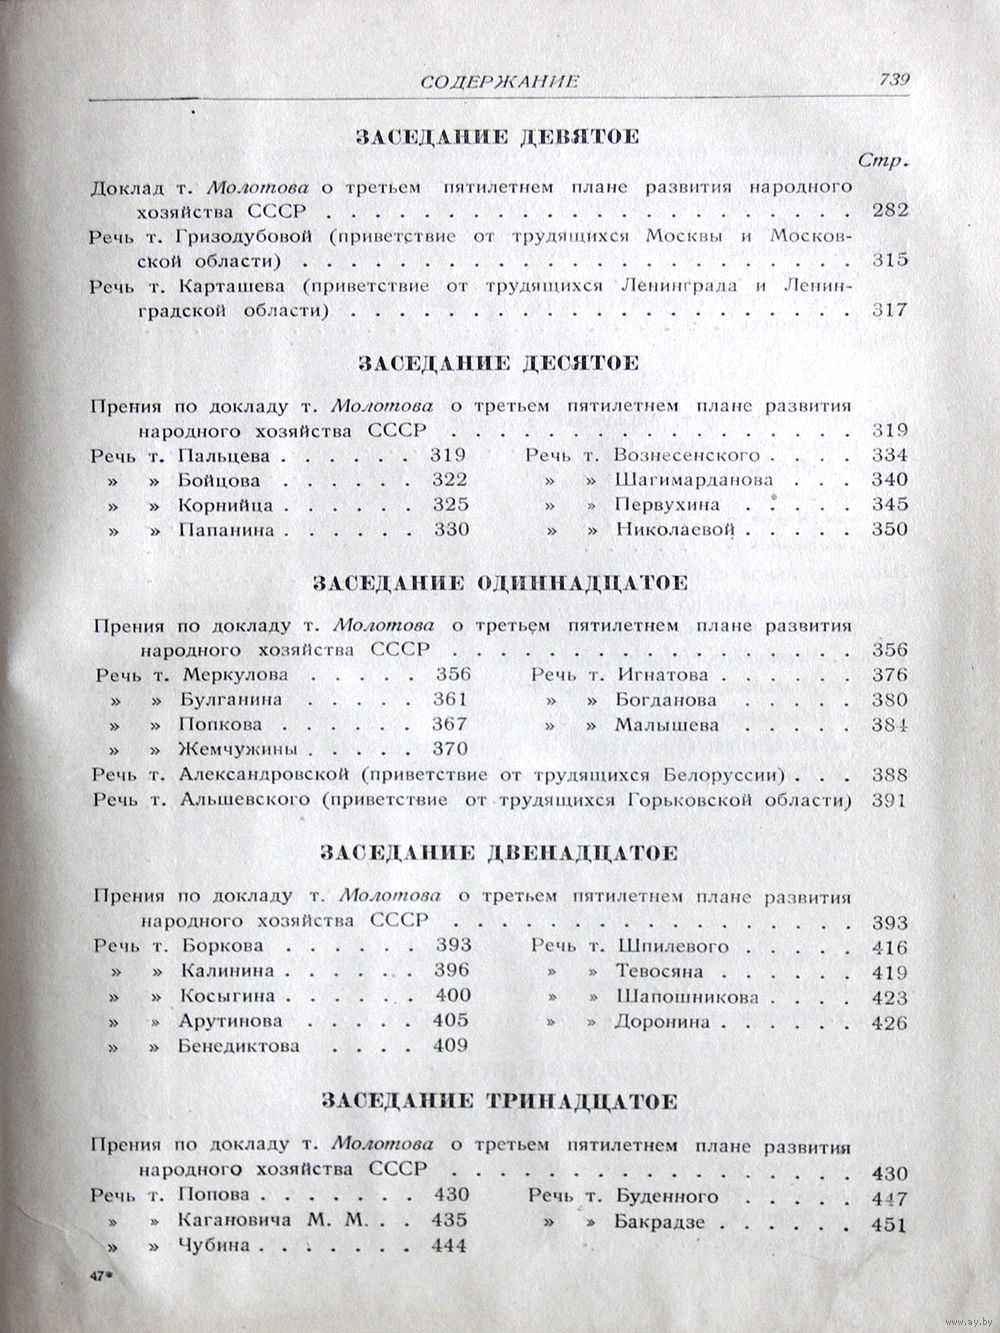 СОДЕРЖАНИЕ 739
ЗАСЕДАНИЕ ДЕВЯТОЕ
Стр.
Доклад т. Молотова о третьем пятилетнем плане развития народного
хозяйства СССР . . . . . . . . . . . . . . . . . . . . . . 282
Речь т. Гризодубовой (приветствие от трудящихся Москвы и Москов-
ской области) . . . . . . . . . . . . . . . . . . . . . . . 315
Речь т. Карташева (приветствие от трудящихся Ленинграда и Ленин-
градской области) . . . . . . . . . . . . . . . . . . . . . 317
ЗАСЕДАНИЕ ДЕСЯТОЕ
Прения по докладу т. Молотова о третьем пятилетнем плане развития
народного хозяйства СССР . . . . . . . . . . . . . . . . . 319
Речь т. Пальцева . . . . . . 319 Речь т. Вознесенского . . . . 334
» » Бойцова . . . . . . 322 » » Шагимарданова . . . 340
» » Корнийца . . . . . . 325 » » Первухина . . . . . 345
» » Папанина . . . . . . 330 » » Николаевой . . . . . 350
ЗАСЕДАНИЕ ОДИННАДЦАТОЕ
Прения по докладу т. Молотова о третьем пятилетнем плане развития
народного хозяйства СССР . . . . . . . . . . . . . . . . . 356
Речь т. Меркулова . . . . . 356 Речь т. Игнатова . . . . . . 376
» » Булганина . . . . . 361 » » Богданова . . . . . 380
» » Попкова . . . . . . 367 » » Малышева . . . . . 384
» » Жемчужины . . . . . 370
Речь т. Александровской (приветствие от трудящихся Белоруссии) . . . 388
Речь т. Альшевского (приветствие от трудящихся Горьковской области) 391
ЗАСЕДАНИЕ ДВЕНАДЦАТОЕ
Прения по докладу т. Молотова о третьем пятилетнем плане развития
народного хозяйства СССР . . . . . . . . . . . . . . . . . 393
Речь т. Боркова . . . . . . 393 Речь т. Шпилевого . . . . . 416
» » Калинина . . . . . . 396 » » Тевосяна . . . . . . 419
» » Косыгина . . . . . . 400 » » Шапошникова . . . . 423
» » Арутинова . . . . . 405 » » Доронина . . . . . . 426
» » Бенедиктова . . . . 409
ЗАСЕДАНИЕ ТРИНАДЦАТОЕ
Прения по докладу т. Молотова о третьем пятилетнем плане развития
народного хозяйства СССР . . . . . . . . . . . . . . . . . 430
Речь т. Попова . . . . . . . 430 Речь т. Буденного . . . . . 447
» » Кагановича М. М. . . 435 » » Бакрадзе . . . . . . 451
» » Чубина . . . . . . . 444
47*
www.ay.by